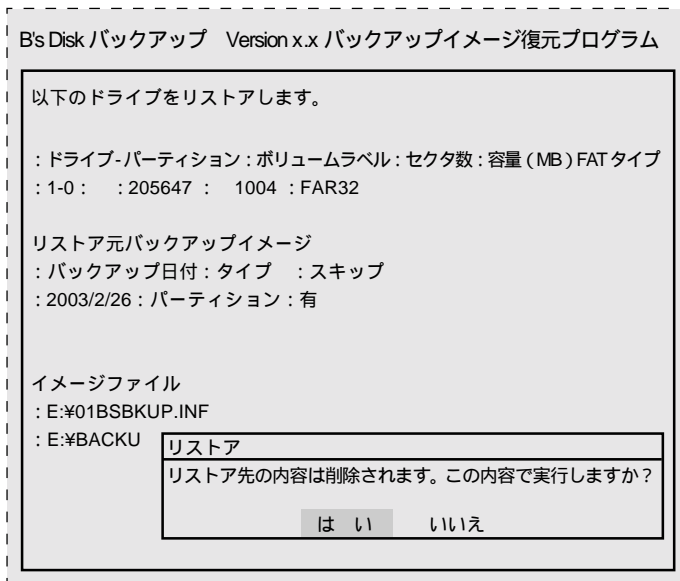 B's Disk バックアップ　Version x.x バックアップイメージ復元プログラム
以下のドライブをリストアします。
：ドライブ-パーティション：ボリュームラベル：セクタ数：容量（MB）FATタイプ
：1-0：　：205647：　1004：FAR32
リストア元バックアップイメージ
：バックアップ日付：タイプ　：スキップ
：2003/2/26：パーティション：有
イメージファイル
：E:¥01BSBKUP.INF
：E:¥BACKU
リストア
リストア先の内容は削除されます。この内容で実行しますか？
は い　いいえ